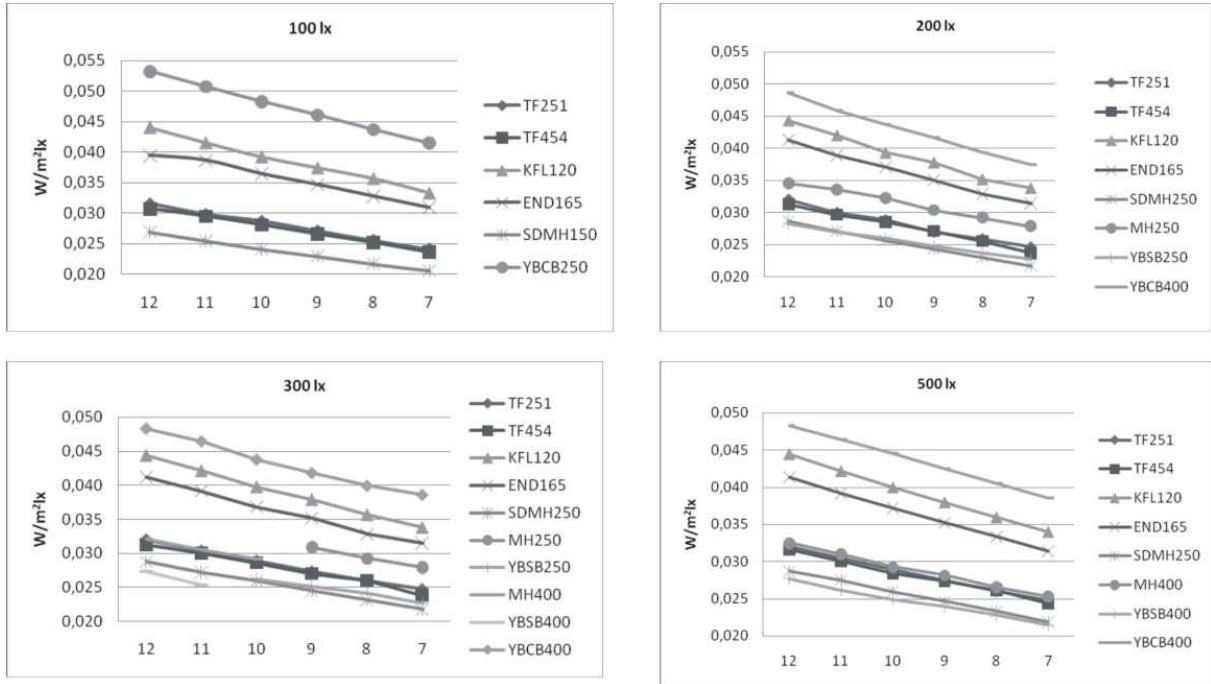 100 lx
0,055
0,050
0,045
0,040
0,035
0,030
0,025
0,020
W/m²lx
12 11 10 9 8 7
TF251
TF454
KFL120
END165
SDMH150
YBCB250
200 lx
0,055
0,050
0,045
0,040
0,035
0,030
0,025
0,020
W/m²lx
12 11 10 9 8 7
TF251
TF454
KFL120
END165
SDMH250
MH250
YBSB250
YBCB400
300 lx
0,050
0,045
0,040
0,035
0,030
0,025
0,020
W/m²lx
12 11 10 9 8 7
TF251
TF454
KFL120
END165
SDMH250
MH250
YBSB250
MH400
YBSB400
YBCB400
500 lx
0,050
0,045
0,040
0,035
0,030
0,025
0,020
W/m²lx
12 11 10 9 8 7
TF251
TF454
KFL120
END165
SDMH250
MH400
YBSB400
YBCB400